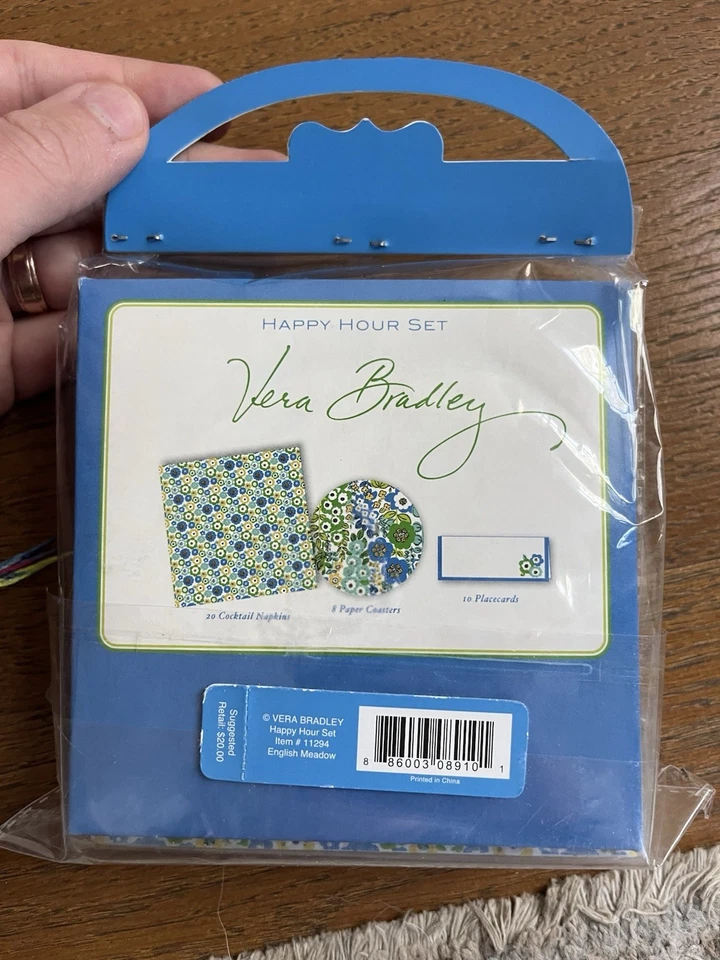 HAPPY HOUR SET
Vera Bradley
20 Cocktail Napkins
8 Paper Coasters
10 Placecards
Suggested
Retail: $20.00
© VERA BRADLEY
Happy Hour Set
Item # 11294
English Meadow
8 86003 08910 1
Printed in China